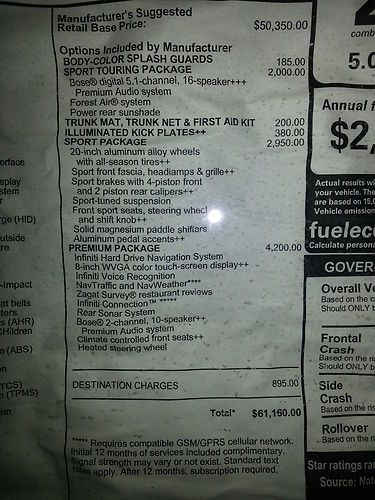 Manufacturer's Suggested
Retail Base Price: $50,350.00
Options Included by Manufacturer
BODY-COLOR SPLASH GUARDS 185.00
SPORT TOURING PACKAGE 2,000.00
Bose® digital 5.1-channel, 16-speaker+++
Premium Audio system
Forest Air® system
Power rear sunshade
TRUNK MAT, TRUNK NET & FIRST AID KIT 200.00
ILLUMINATED KICK PLATES++ 380.00
SPORT PACKAGE 2,950.00
20-inch aluminum alloy wheels
with all-season tires++
Sport front fascia, headlamps & grille++
Sport brakes with 4-piston front
and 2 piston rear calipers++
Sport-tuned suspension
Front sport seats, steering wheel
and shift knob++
Solid magnesium paddle shifters
Aluminum pedal accents++
PREMIUM PACKAGE 4,200.00
Infiniti Hard Drive Navigation System
8-inch WVGA color touch-screen display++
Infiniti Voice Recognition
NavTraffic and NavWeather****
Zagat Survey® restaurant reviews
Infiniti Connection™ *****
Rear Sonar System
Bose® 2-channel, 10-speaker++
Premium Audio system
Climate controlled front seats++
Heated steering wheel
DESTINATION CHARGES 895.00
Total* $61,160.00
***** Requires compatible GSM/GPRS cellular network.
Initial 12 months of services included complimentary.
Signal strength may vary or not exist. Standard text
rates apply. After 12 months, subscription required.
erface
splay
stem
ge (HID)
utside
re
-Impact
at belts
ters
s (AHR)
CHildren
m (ABS)
TCS)
m (TPMS)
em
comb
5.0
Annual f
$2,
Actual results wi
your vehicle. The
are based on 15,0
Vehicle emission
fueleco
Calculate persona
GOVER
Overall Ve
Based on the c
Should ONLY b
Frontal
Crash
Based on the ris
Should ONLY b
Side
Crash
Based on the ris
Rollover
Based on the ri
Star ratings ra
Source: Nat